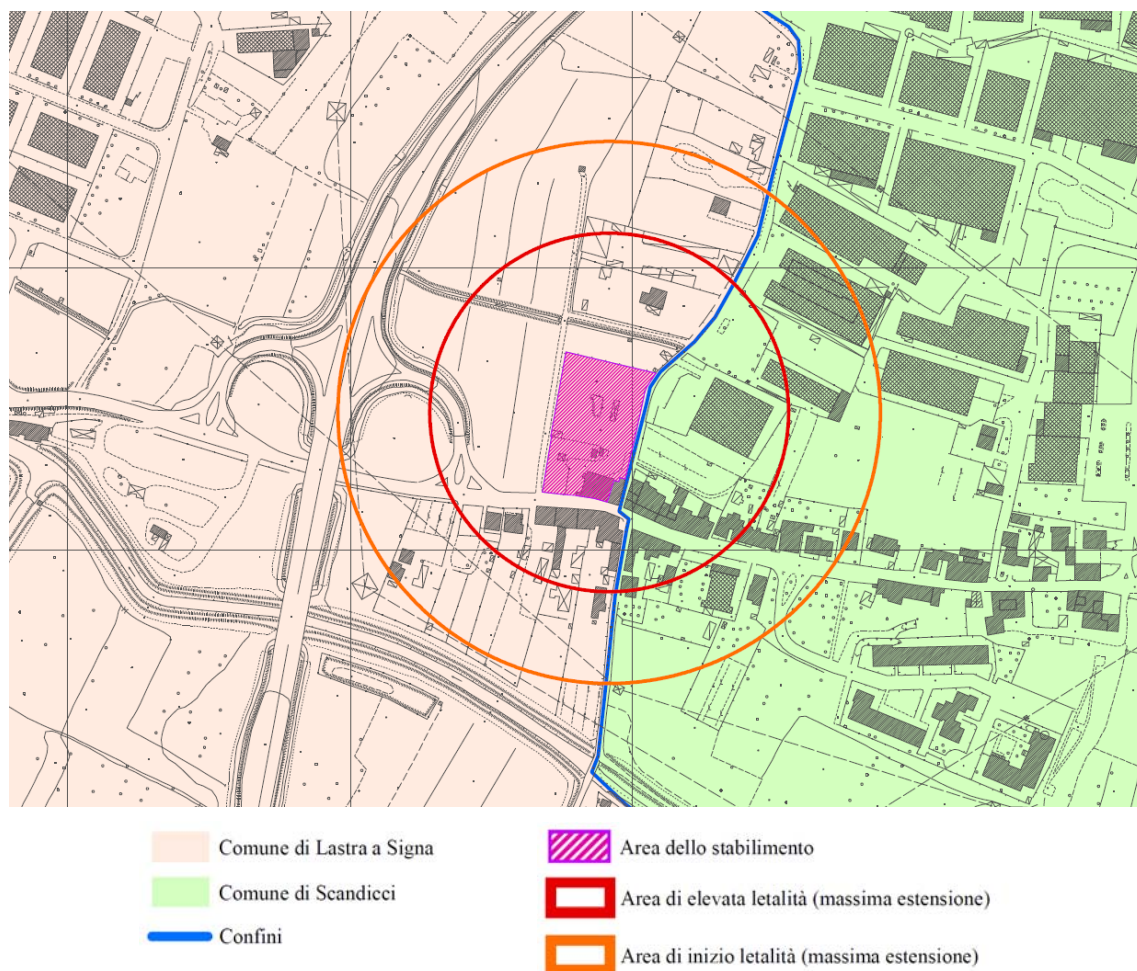 Comune di Lastra a Signa
Comune di Scandicci
Confini
Area dello stabilimento
Area di elevata letalità (massima estensione)
Area di inizio letalità (massima estensione)